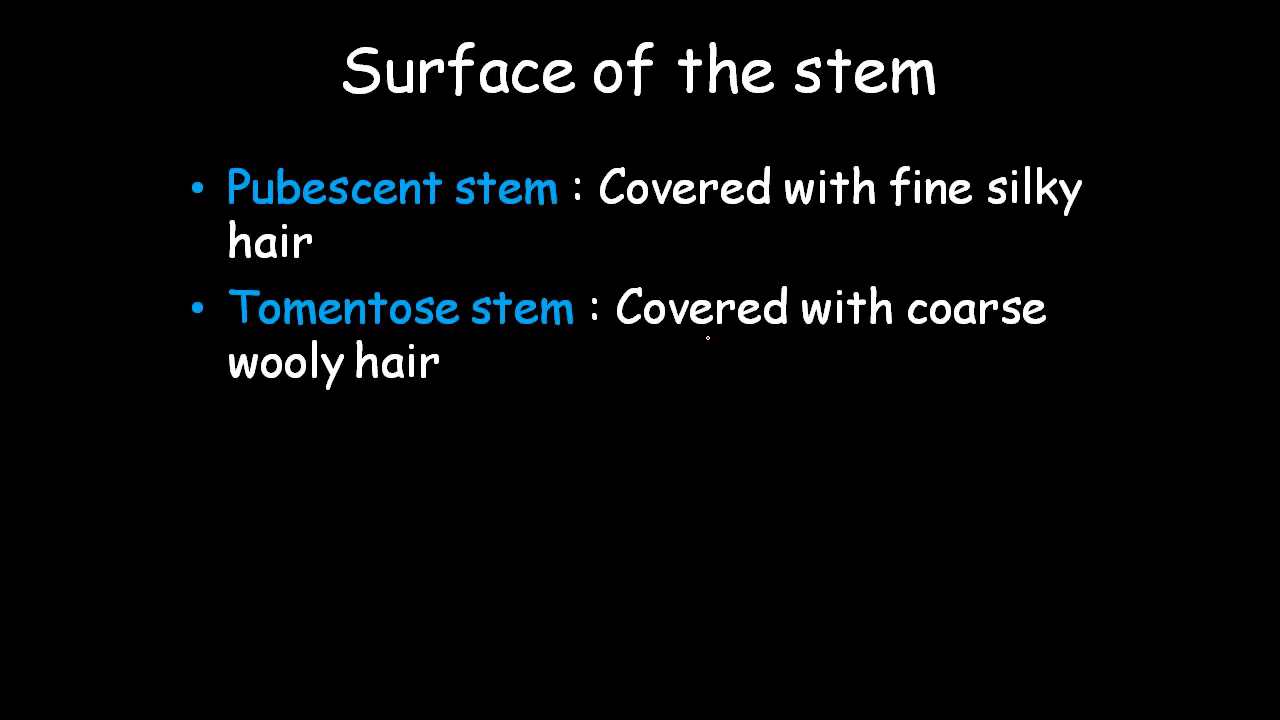 Surface of the stem
• Pubescent stem : Covered with fine silky
hair
• Tomentose stem : Covered with coarse
wooly hair